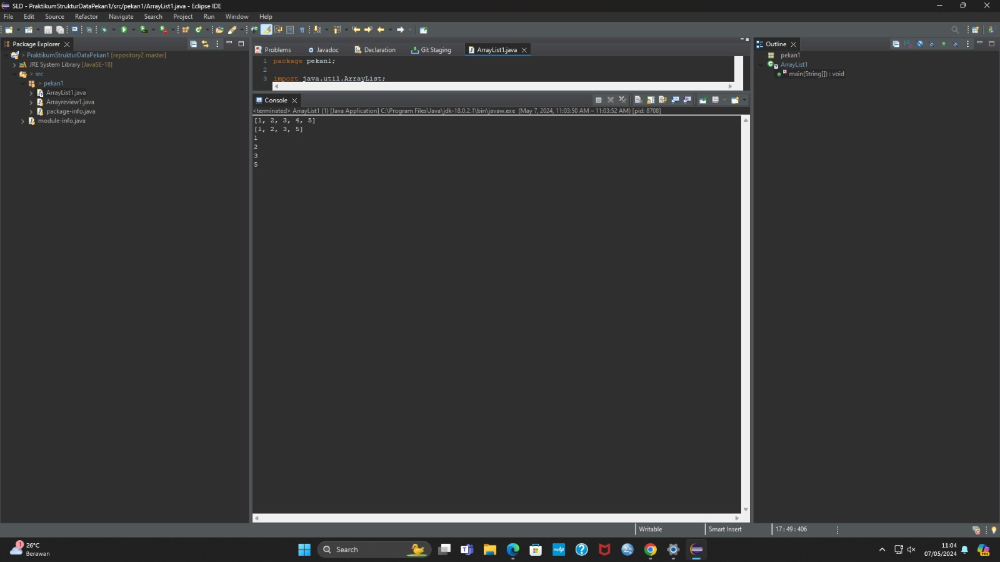 SLD - PraktikumStrukturDataPekan1/src/pekan1/ArrayList1.java - Eclipse IDE
File Edit Source Refactor Navigate Search Project Run Window Help
Package Explorer
> PraktikumStrukturDataPekan1 [repository2 master]
JRE System Library [JavaSE-18]
> src
> pekan1
ArrayList1.java
Arrayreview1.java
package-info.java
module-info.java
Problems Javadoc Declaration Git Staging ArrayList1.java
1 package pekan1;
2
3 import java.util.ArrayList;
Console
<terminated> ArrayList1 (1) [Java Application] C:\Program Files\Java\jdk-18.0.2.1\bin\javaw.exe (May 7, 2024, 11:03:50 AM – 11:03:52 AM) [pid: 8708]
[1, 2, 3, 4, 5]
[1, 2, 3, 5]
1
2
3
5
Outline
pekan1
ArrayList1
main(String[]) : void
Writable Smart Insert 17 : 49 : 406
1
26°C
Berawan
Search
11:04
07/05/2024